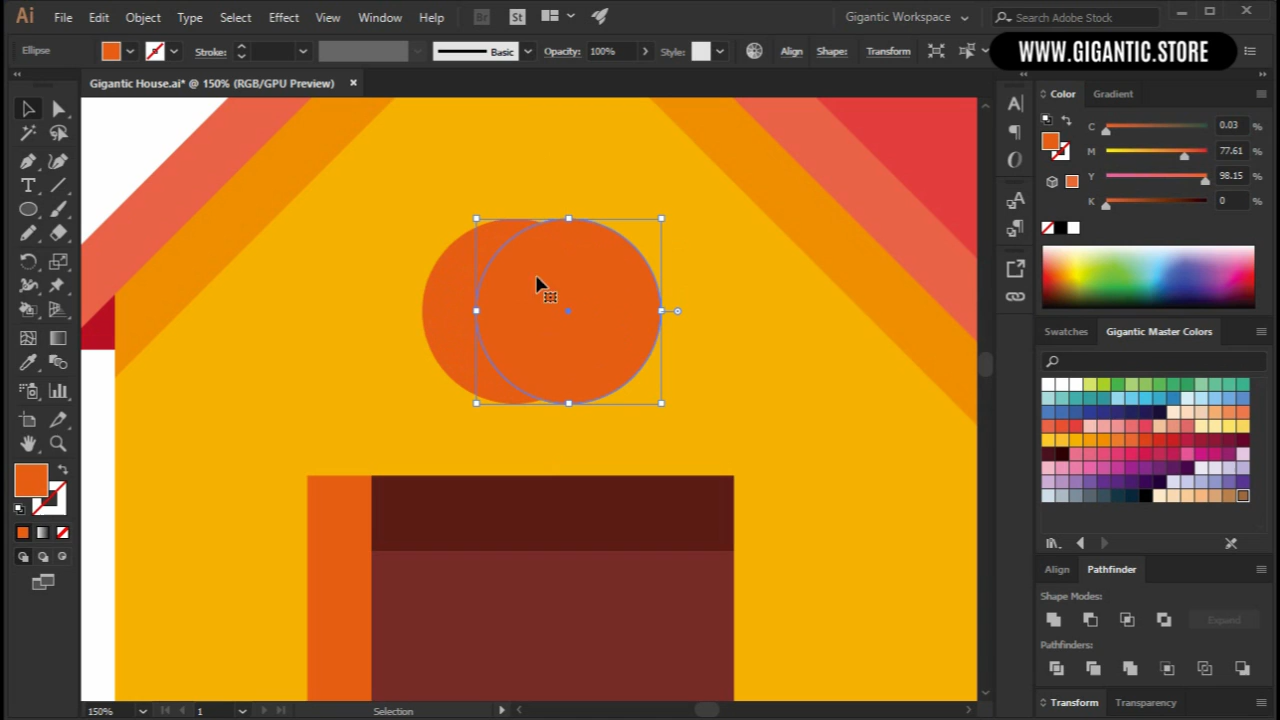 Ai File Edit Object Type Select Effect View Window Help Br St Gigantic Workspace Search Adobe Stock
Ellipse Stroke: Basic Opacity: 100% Style: Align Shape: Transform
WWW.GIGANTIC.STORE
Gigantic House.ai* @ 150% (RGB/GPU Preview)
Color Gradient
C 0.03 %
M 77.61 %
Y 98.15 %
K 0 %
Swatches Gigantic Master Colors
Align Pathfinder
Shape Modes:
Expand
Pathfinders:
Transform Transparency
150% 1 Selection